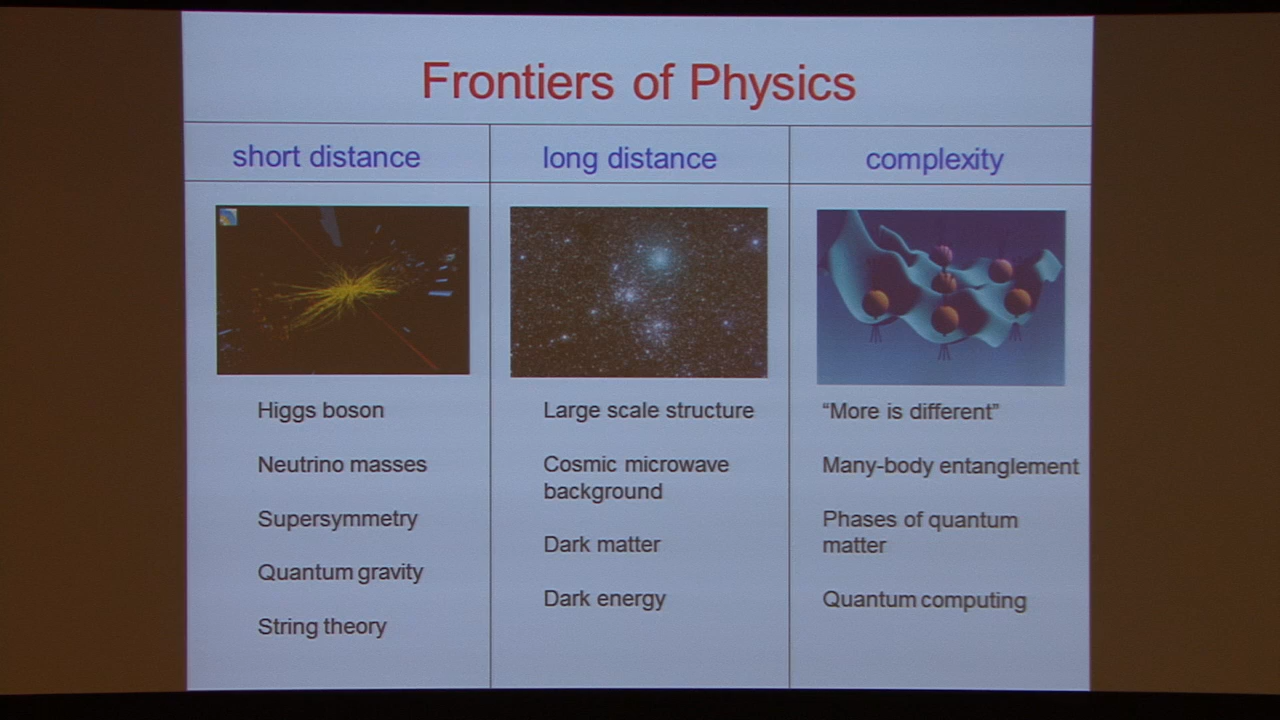 Frontiers of Physics
short distance
long distance
complexity
Higgs boson
Neutrino masses
Supersymmetry
Quantum gravity
String theory
Large scale structure
Cosmic microwave
background
Dark matter
Dark energy
“More is different”
Many-body entanglement
Phases of quantum
matter
Quantum computing